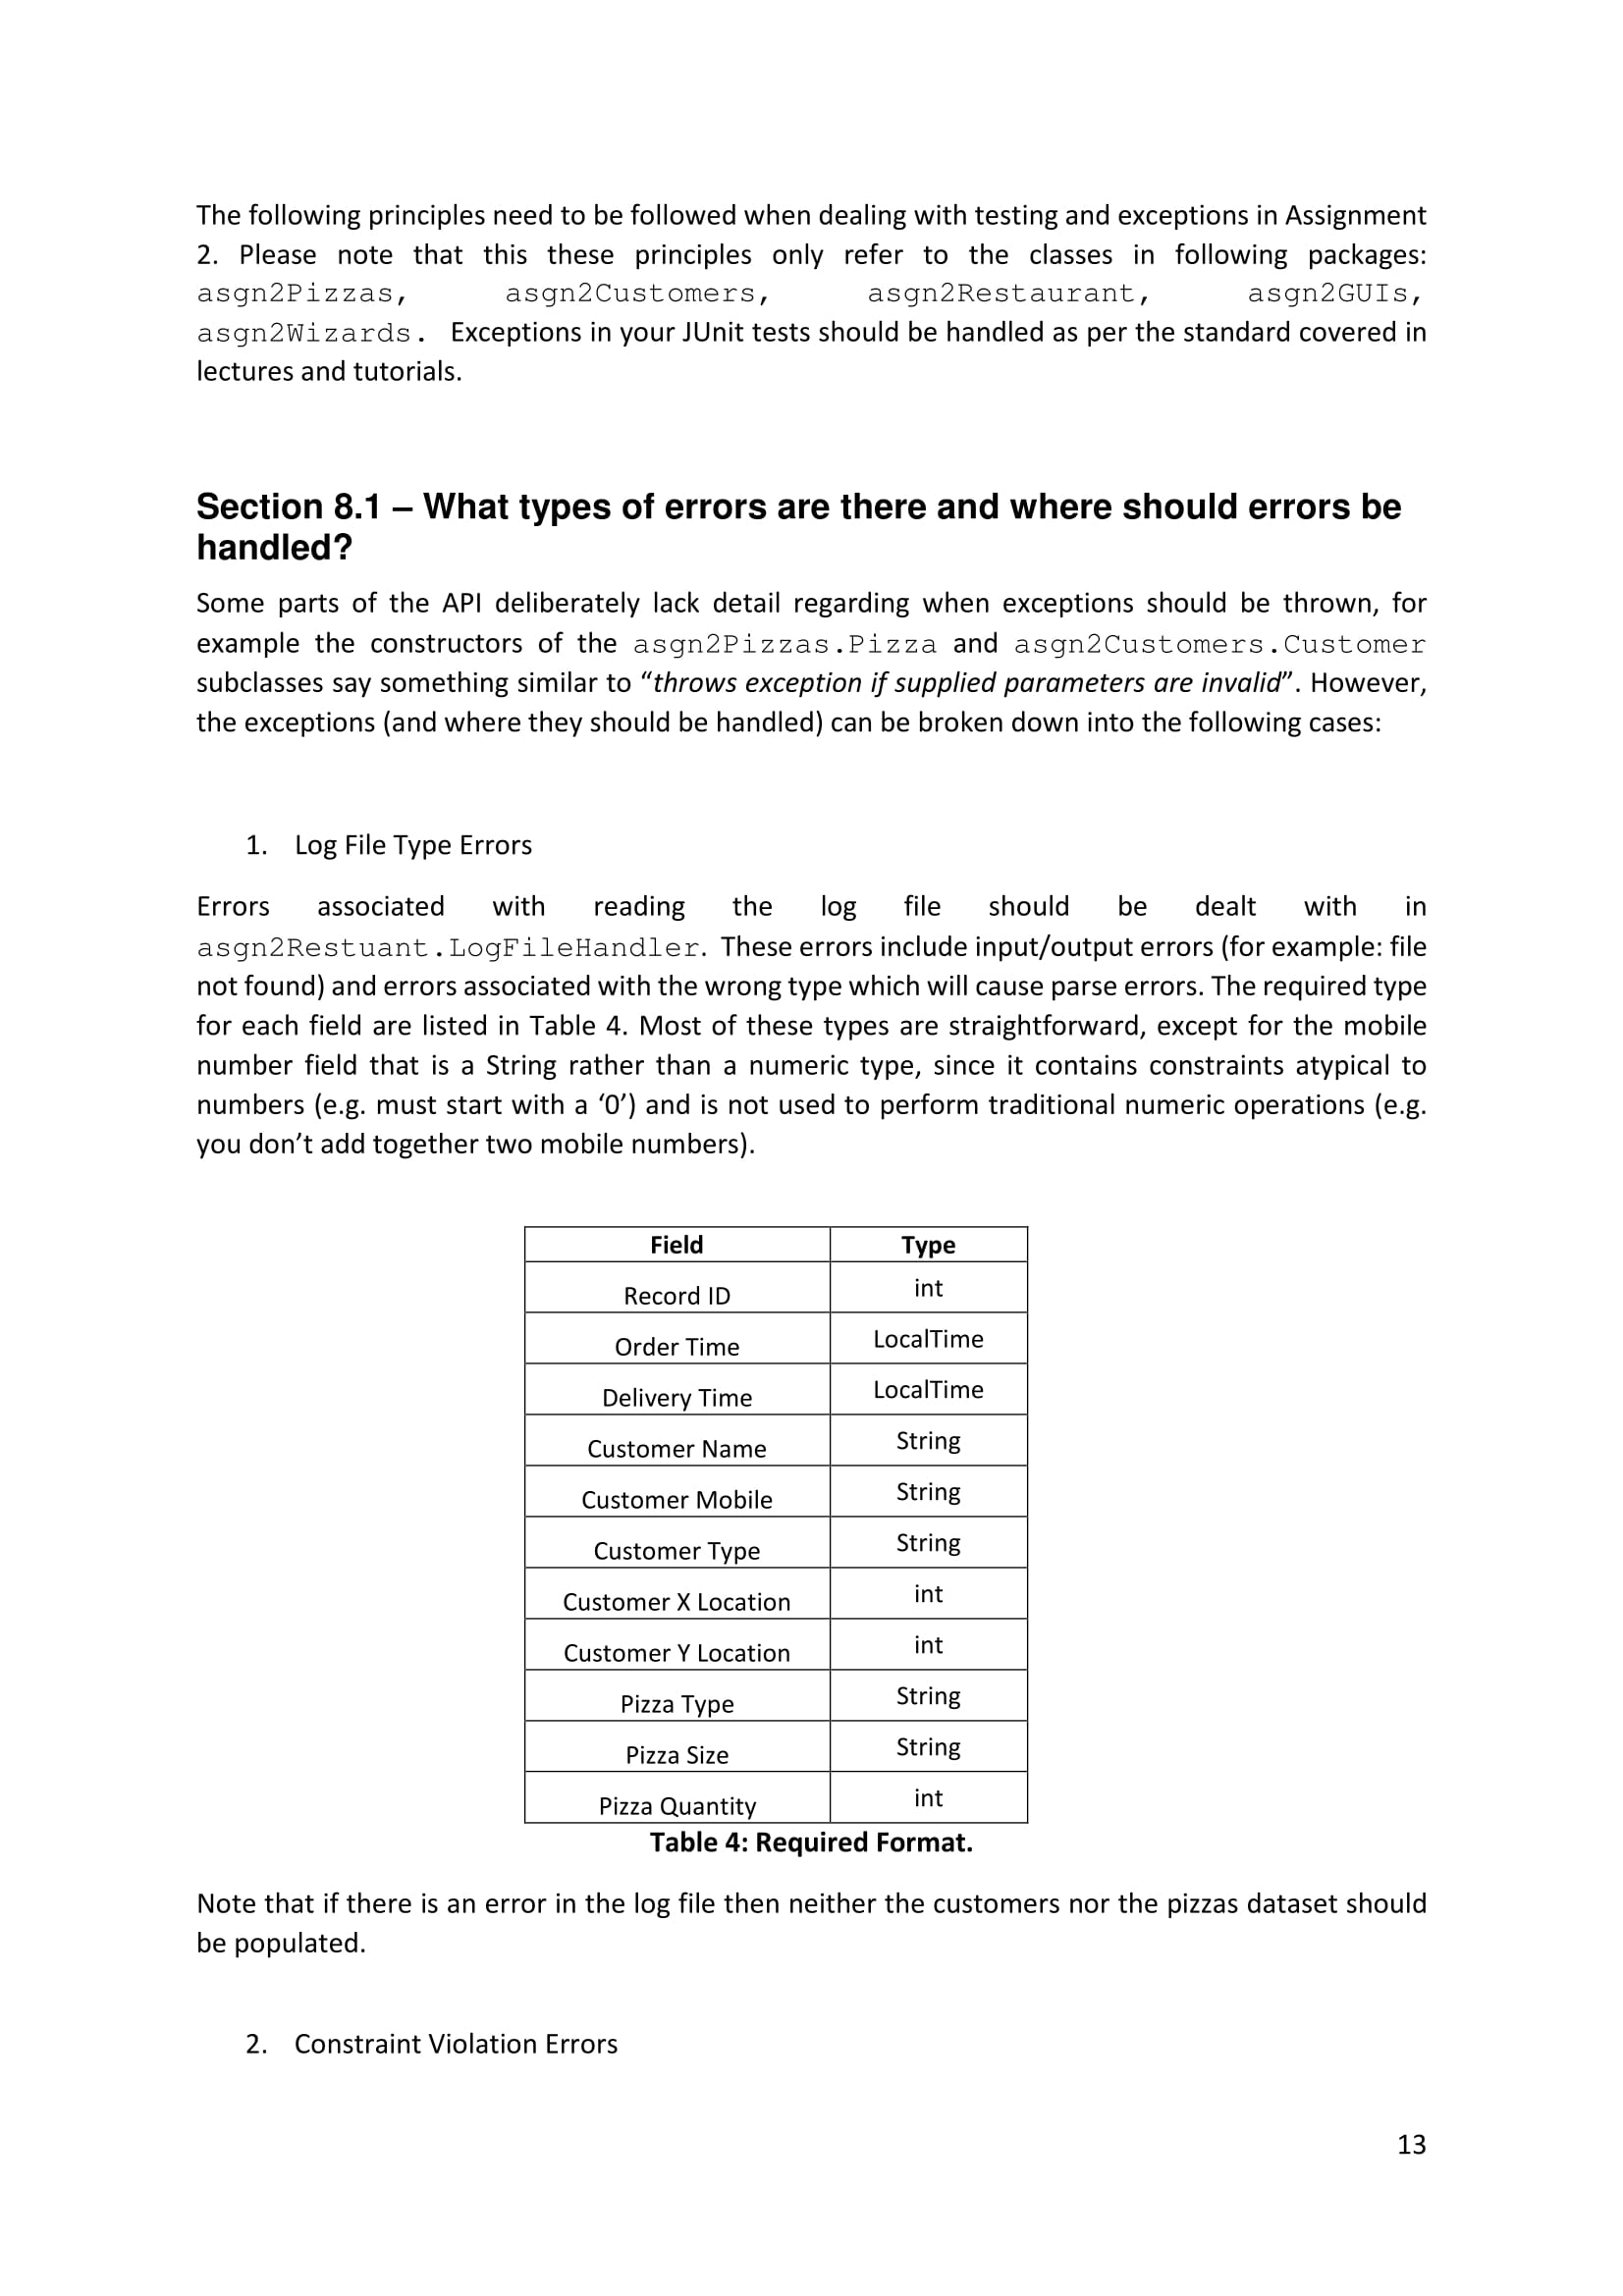 The following principles need to be followed when dealing with testing and exceptions in Assignment
2. Please note that this these principles only refer to the classes in following packages:
asgn2Pizzas, asgn2Customers, asgn2Restaurant, asgn2GUIs,
asgn2Wizards. Exceptions in your JUnit tests should be handled as per the standard covered in
lectures and tutorials.
Section 8.1 – What types of errors are there and where should errors be
handled?
Some parts of the API deliberately lack detail regarding when exceptions should be thrown, for
example the constructors of the asgn2Pizzas.Pizza and asgn2Customers.Customer
subclasses say something similar to “throws exception if supplied parameters are invalid”. However,
the exceptions (and where they should be handled) can be broken down into the following cases:
1. Log File Type Errors
Errors associated with reading the log file should be dealt with in
asgn2Restuant.LogFileHandler. These errors include input/output errors (for example: file
not found) and errors associated with the wrong type which will cause parse errors. The required type
for each field are listed in Table 4. Most of these types are straightforward, except for the mobile
number field that is a String rather than a numeric type, since it contains constraints atypical to
numbers (e.g. must start with a ‘0’) and is not used to perform traditional numeric operations (e.g.
you don’t add together two mobile numbers).
Field Type
Record ID int
Order Time LocalTime
Delivery Time LocalTime
Customer Name String
Customer Mobile String
Customer Type String
Customer X Location int
Customer Y Location int
Pizza Type String
Pizza Size String
Pizza Quantity int
Table 4: Required Format.
Note that if there is an error in the log file then neither the customers nor the pizzas dataset should
be populated.
2. Constraint Violation Errors
13